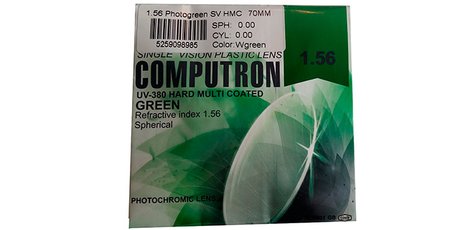 1.56 Photogreen SV HMC 70MM
SPH: 0.00
CYL: 0.00
5259098985
Color:Wgreen
SINGLE VISION PLASTIC LENS
1.56
COMPUTRON
UV-380 HARD MULTI COATED
GREEN
Refractive index 1.56
Spherical
PHOTOCHROMIC LENS